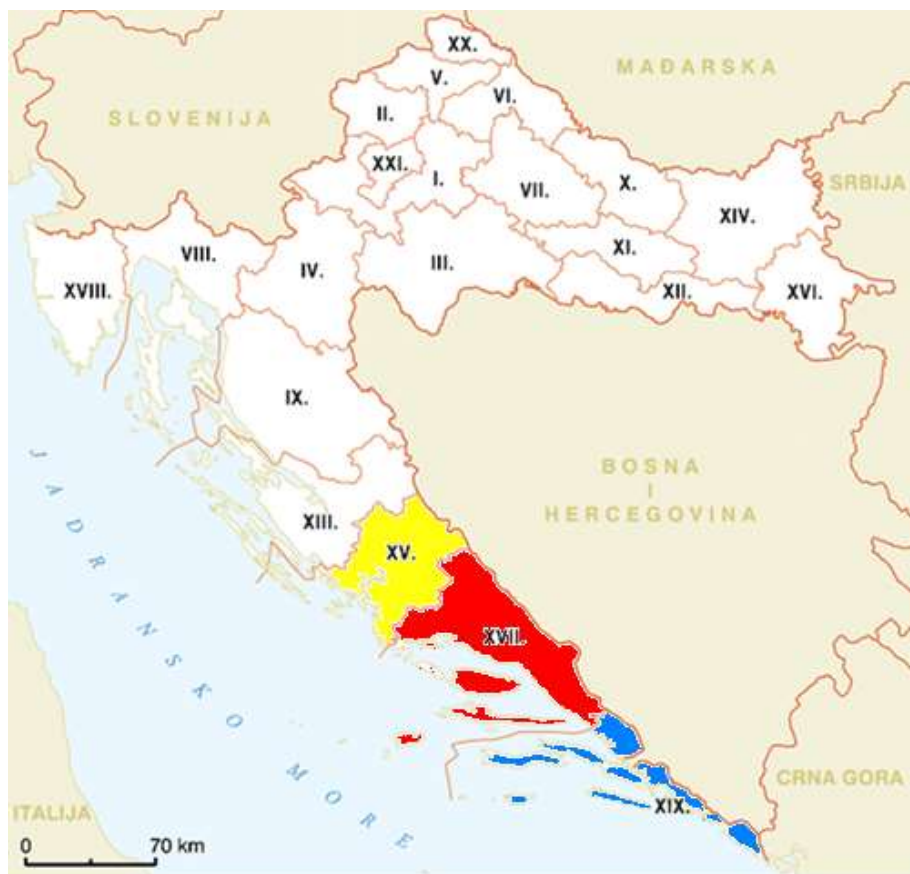 XX.
MAĐARSKA
V.
VI.
SLOVENIJA
II.
XXI.
I.
VII.
X.
SRBIJA
XIV.
VIII.
XI.
IV.
III.
XVIII.
XII.
XVI.
IX.
BOSNA
I
HERCEGOVINA
JADRANSKO MORE
XIII.
XV.
XVII.
CRNA GORA
XIX.
ITALIJA
0 70 km